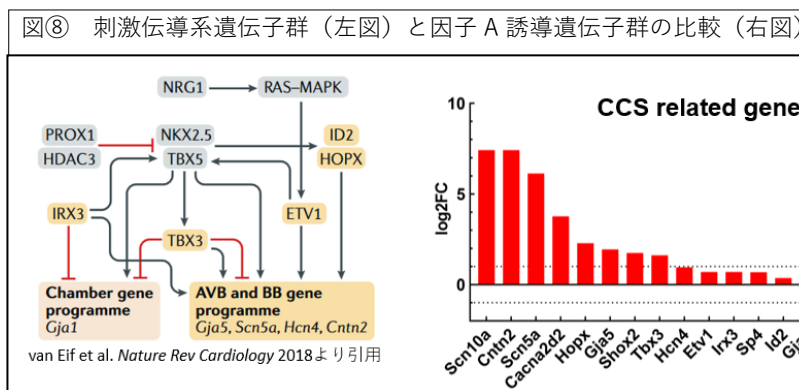 図⑧ 刺激伝導系遺伝子群（左図）と因子 A 誘導遺伝子群の比較（右図）
NRG1
RAS–MAPK
PROX1
HDAC3
NKX2.5
TBX5
ID2
HOPX
IRX3
ETV1
TBX3
Chamber gene
programme
Gja1
AVB and BB gene
programme
Gja5, Scn5a, Hcn4, Cntn2
van Eif et al. Nature Rev Cardiology 2018より引用
CCS related gene
log2FC
10
5
0
Scn10a
Cntn2
Scn5a
Cacna2d2
Hopx
Gja5
Shox2
Tbx3
Hcn4
Etv1
Irx3
Sp4
Id2